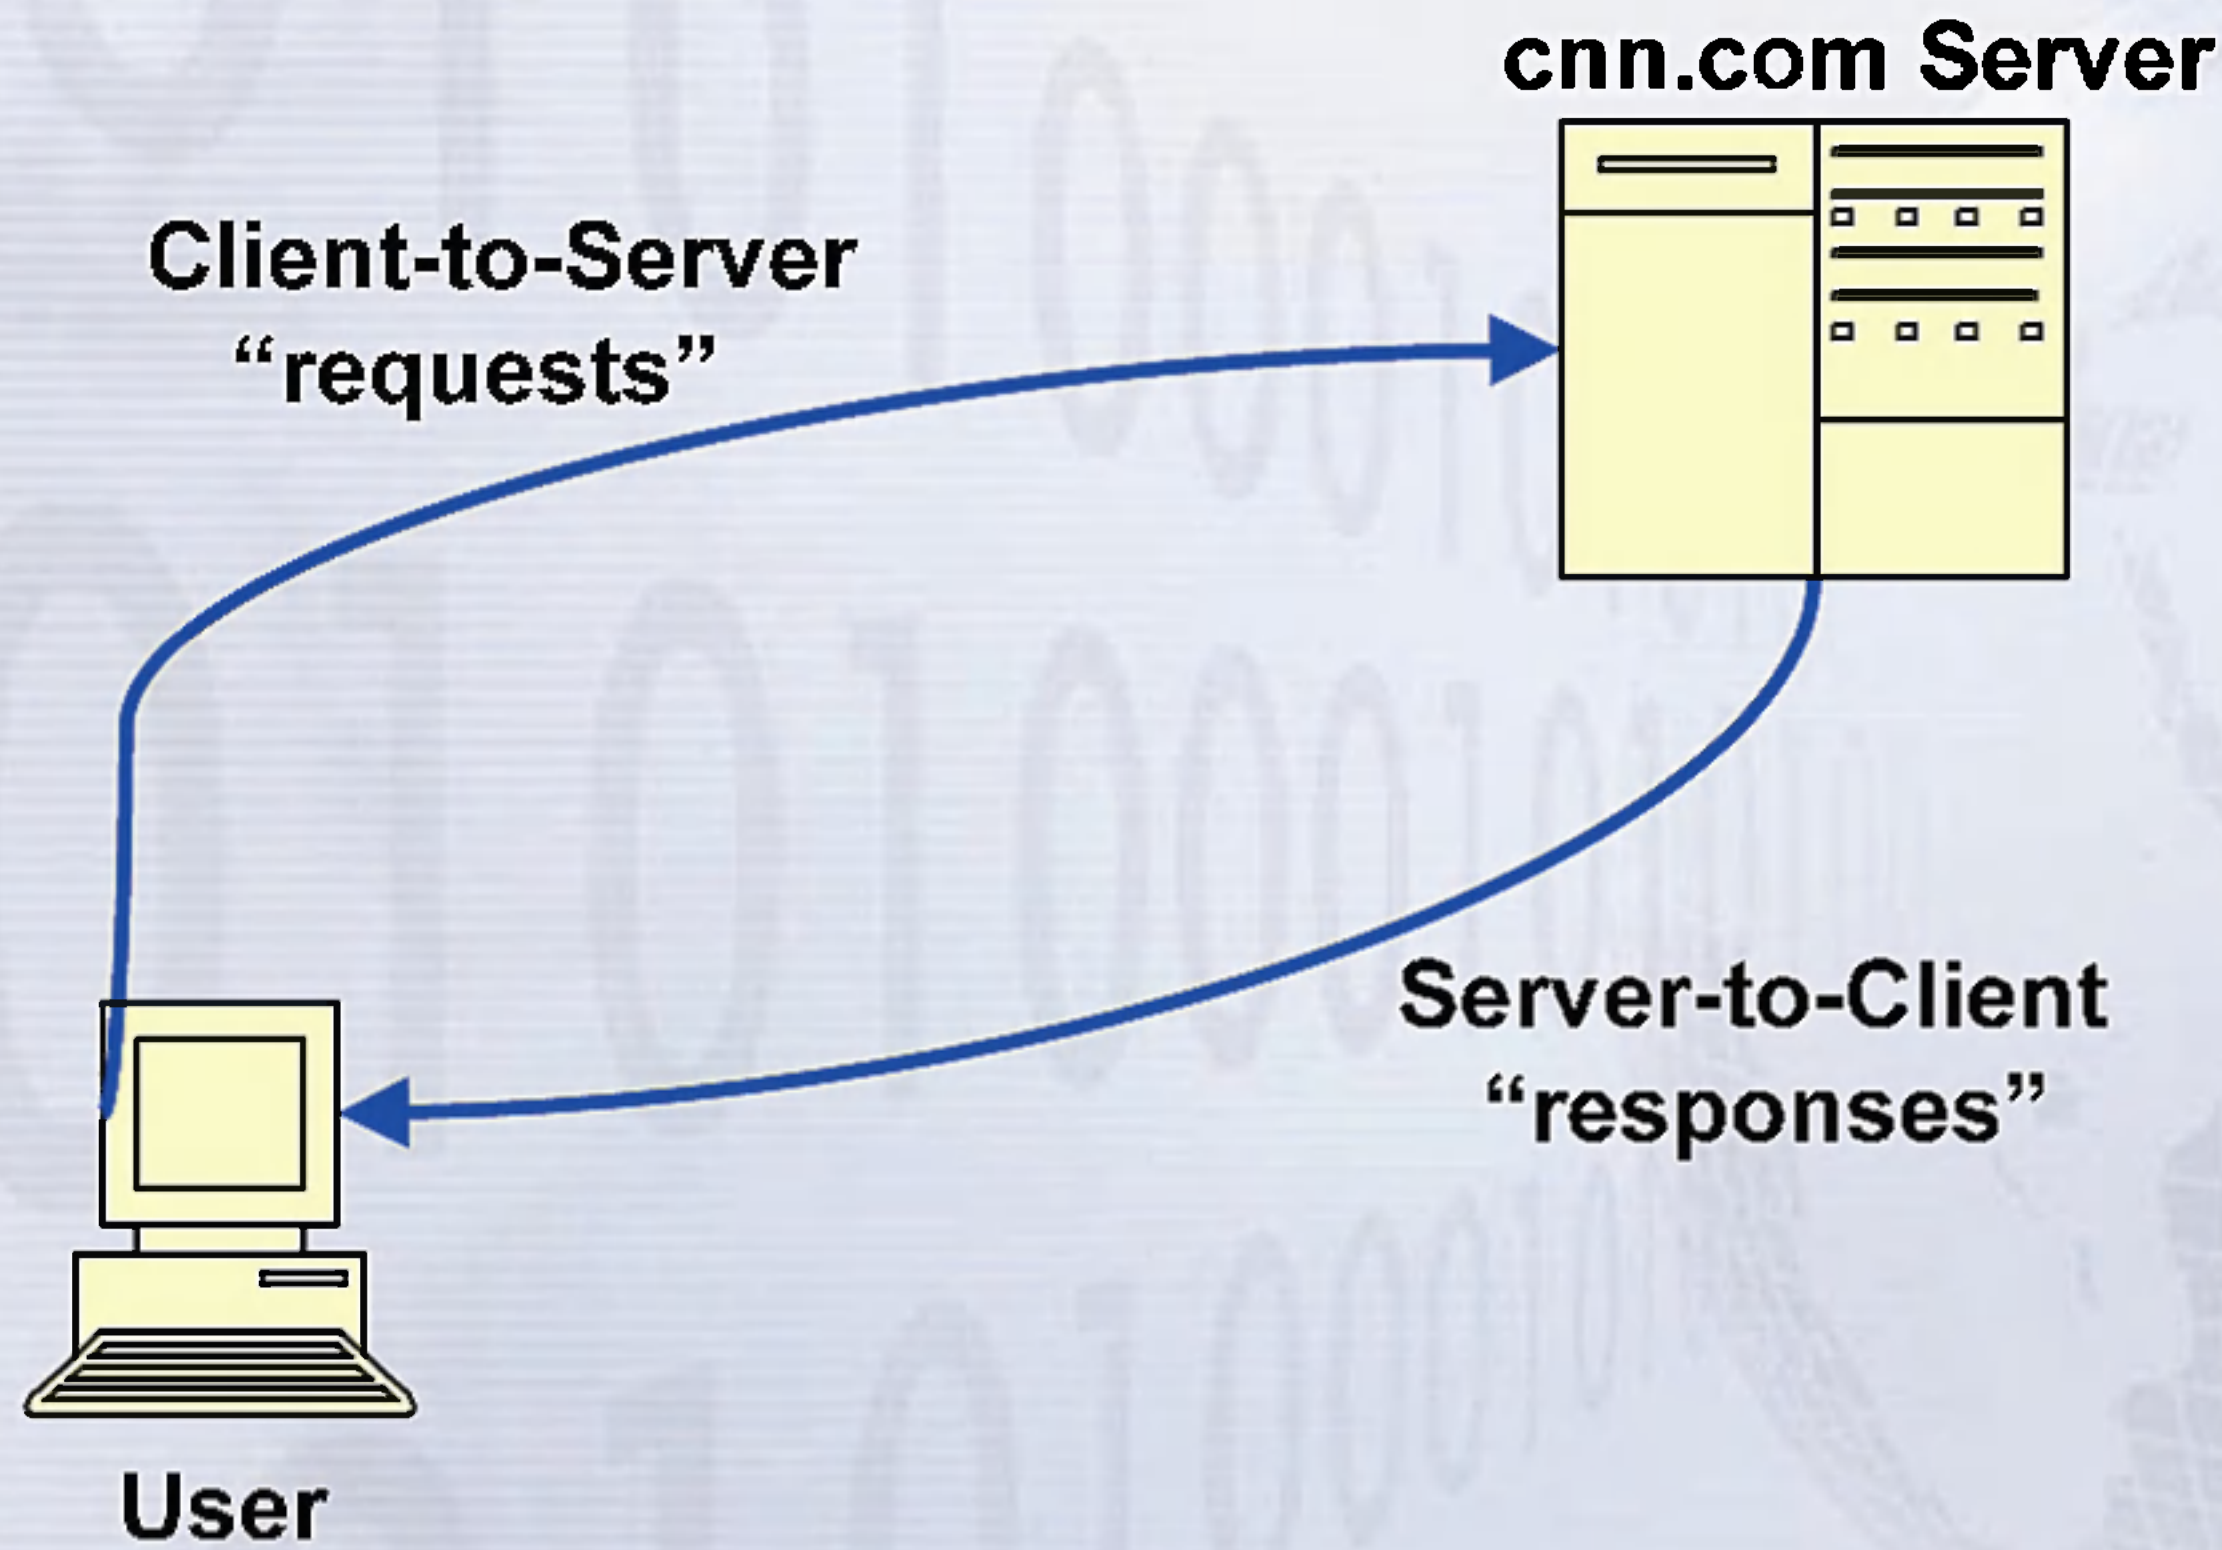 cnn.com Server
Client-to-Server
“requests”
Server-to-Client
“responses”
User